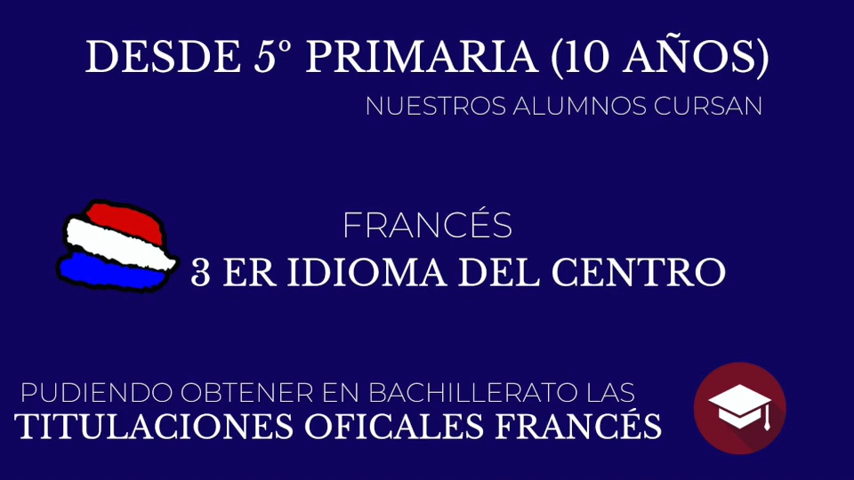 DESDE 5º PRIMARIA (10 AÑOS)
NUESTROS ALUMNOS CURSAN
FRANCÉS
3 ER IDIOMA DEL CENTRO
PUDIENDO OBTENER EN BACHILLERATO LAS
TITULACIONES OFICALES FRANCÉS